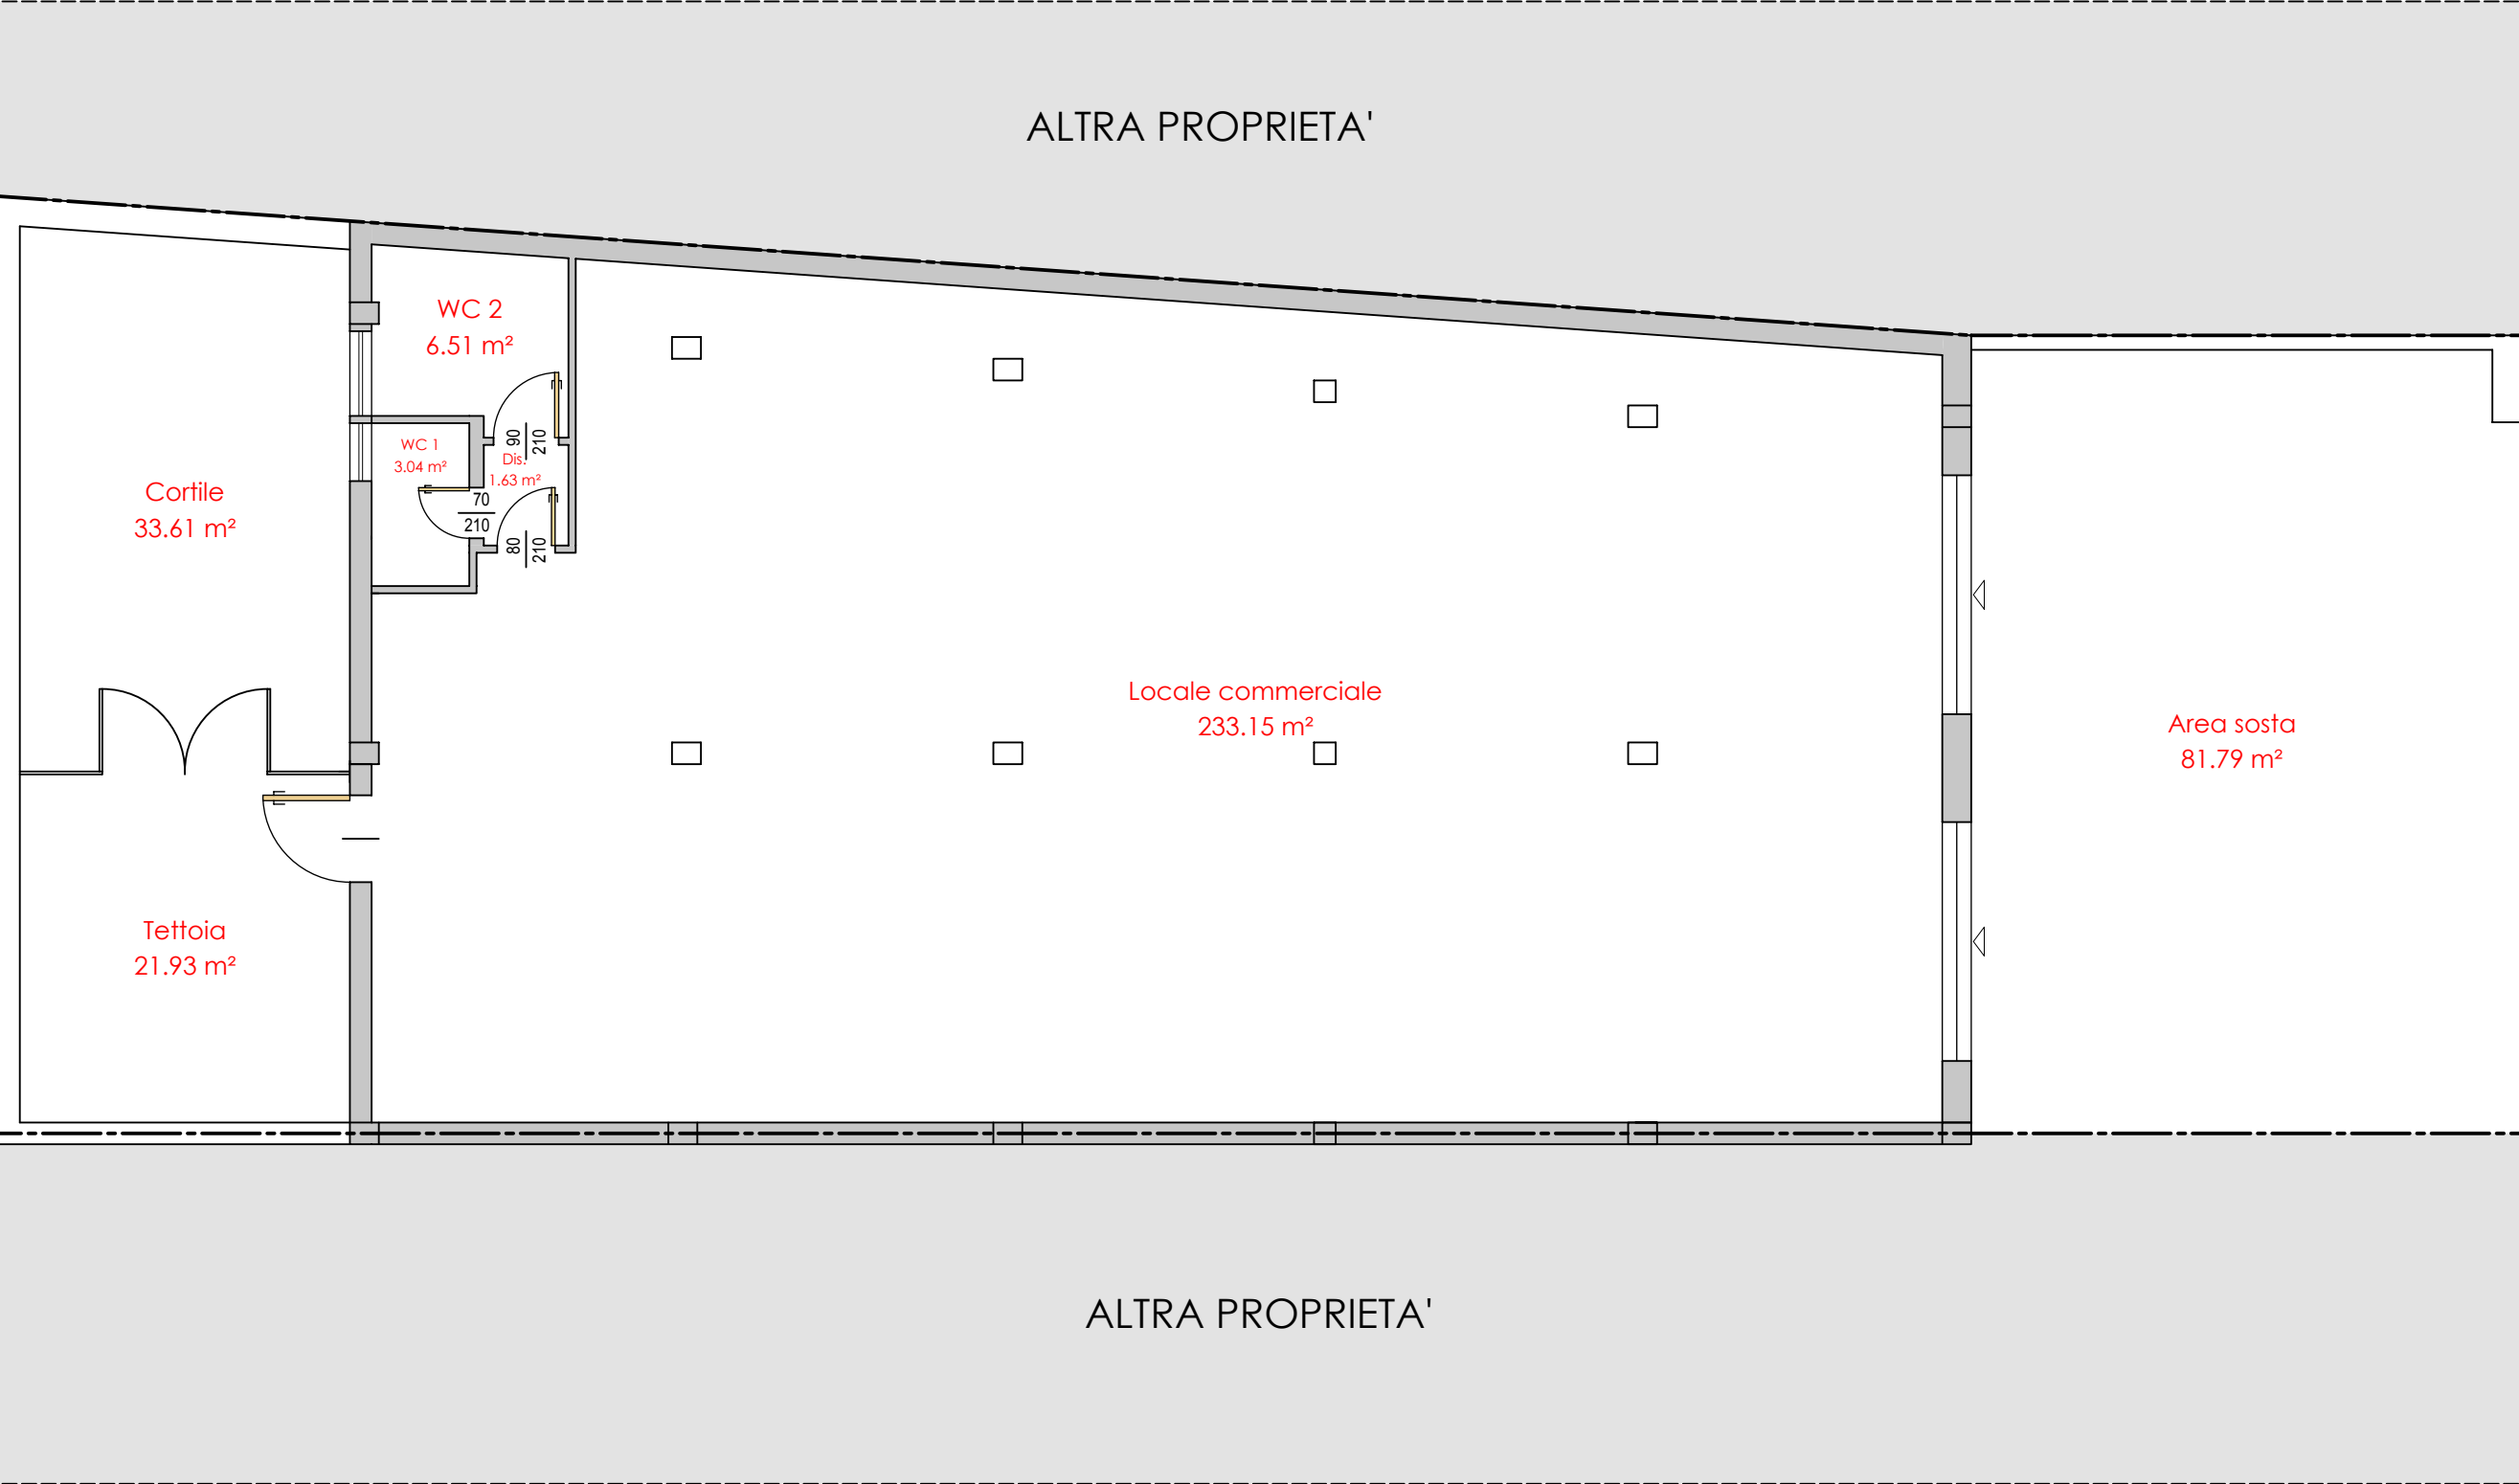 ALTRA PROPRIETA'
WC 2
6.51 m²
90
210
WC 1
3.04 m²
Dis.
1.63 m²
70
210
80
210
Cortile
33.61 m²
Locale commerciale
233.15 m²
Area sosta
81.79 m²
Tettoia
21.93 m²
ALTRA PROPRIETA'